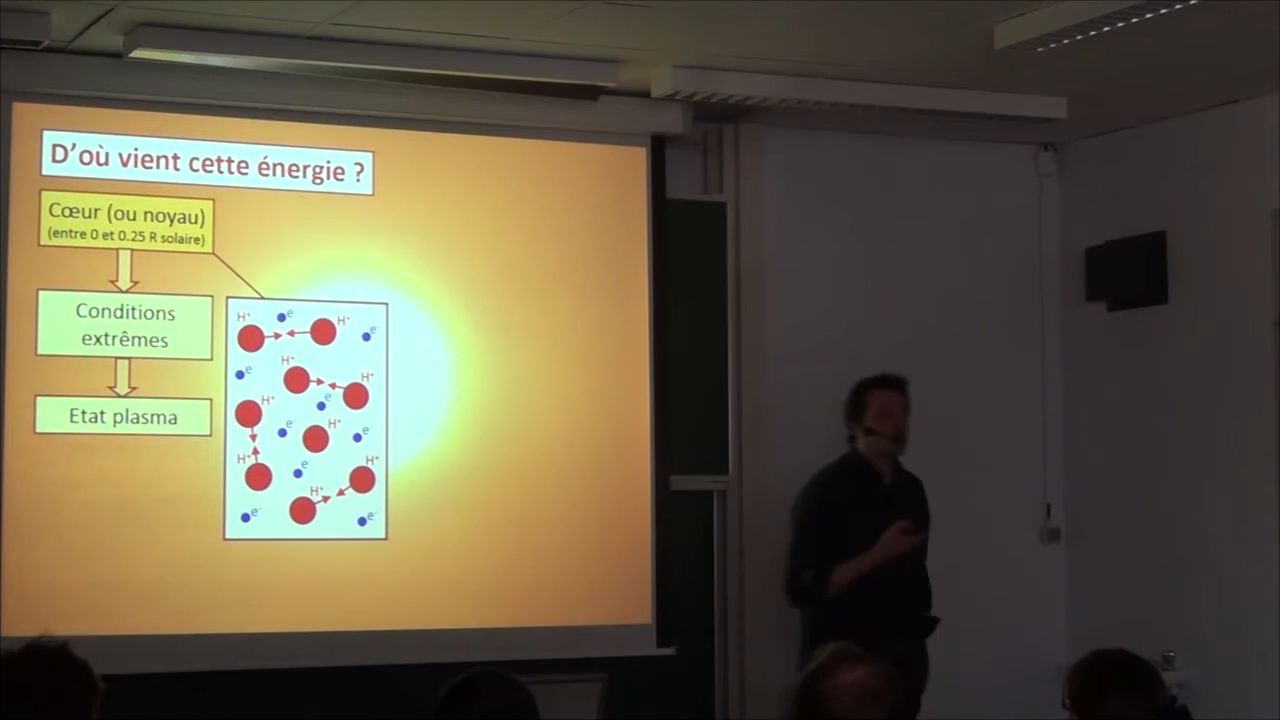 D'où vient cette énergie ?
Cœur (ou noyau)
(entre 0 et 0.25 R solaire)
Conditions
extrêmes
Etat plasma
H⁺
e⁻
H⁺
e⁻
H⁺
e⁻
H⁺
e⁻
H⁺
H⁺
e⁻
e⁻
H⁺
e⁻
H⁺
H⁺
e⁻
e⁻